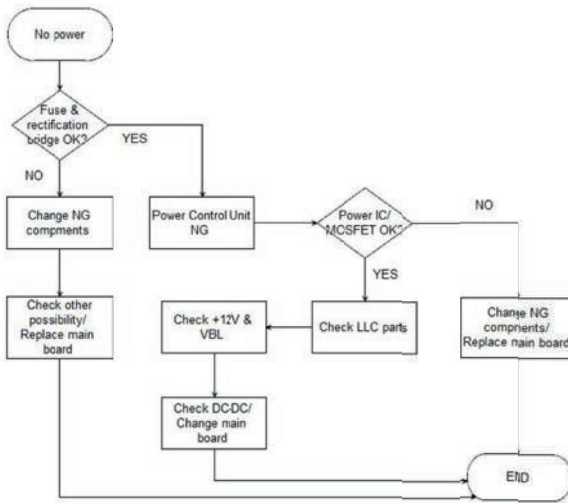 No power
Fuse &
rectification
bridge OK?
YES
NO
Change NG
compments
Power Control Unit
NG
Power IC/
MCSFET OK?
NO
YES
Check other
possibility/
Replace main
board
Check +12V &
VBL
Check LLC parts
Change NG
compnents/
Replace main board
Check DC-DC/
Change main
board
END